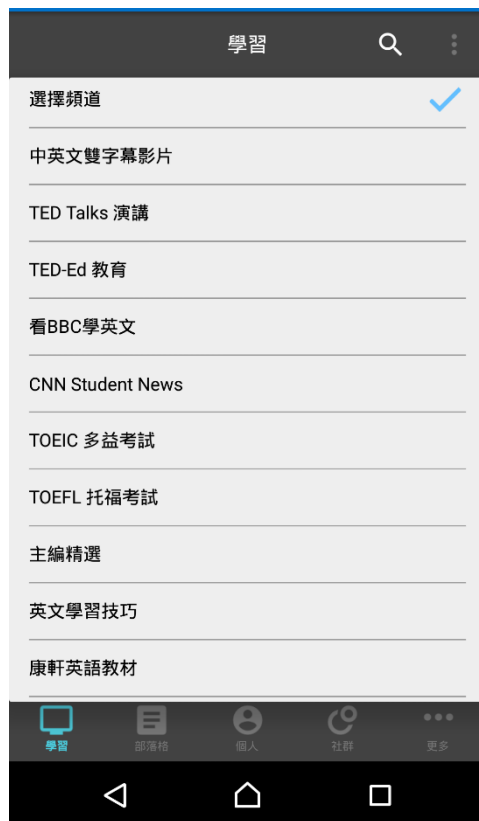 學習
選擇頻道
中英文雙字幕影片
TED Talks 演講
TED-Ed 教育
看BBC學英文
CNN Student News
TOEIC 多益考試
TOEFL 托福考試
主編精選
英文學習技巧
康軒英語教材
學習 部落格 個人 社群 更多